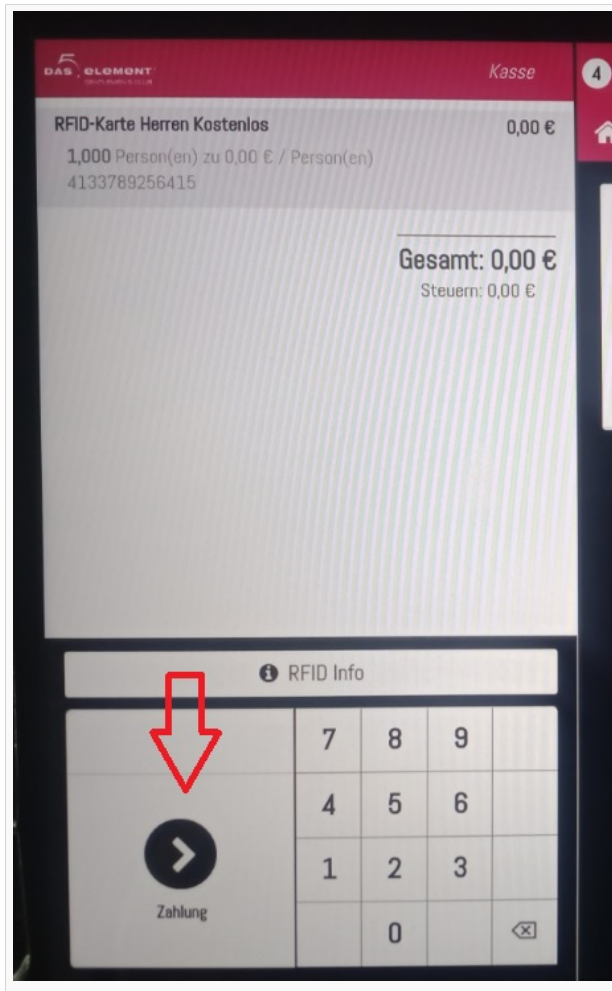 5
DAS ELEMENT
Kasse
4
RFID-Karte Herren Kostenlos 0,00 €
1,000 Person(en) zu 0,00 € / Person(en)
4133789256415
Gesamt: 0,00 €
Steuern: 0,00 €
RFID Info
7 8 9
4 5 6
1 2 3
0
Zahlung